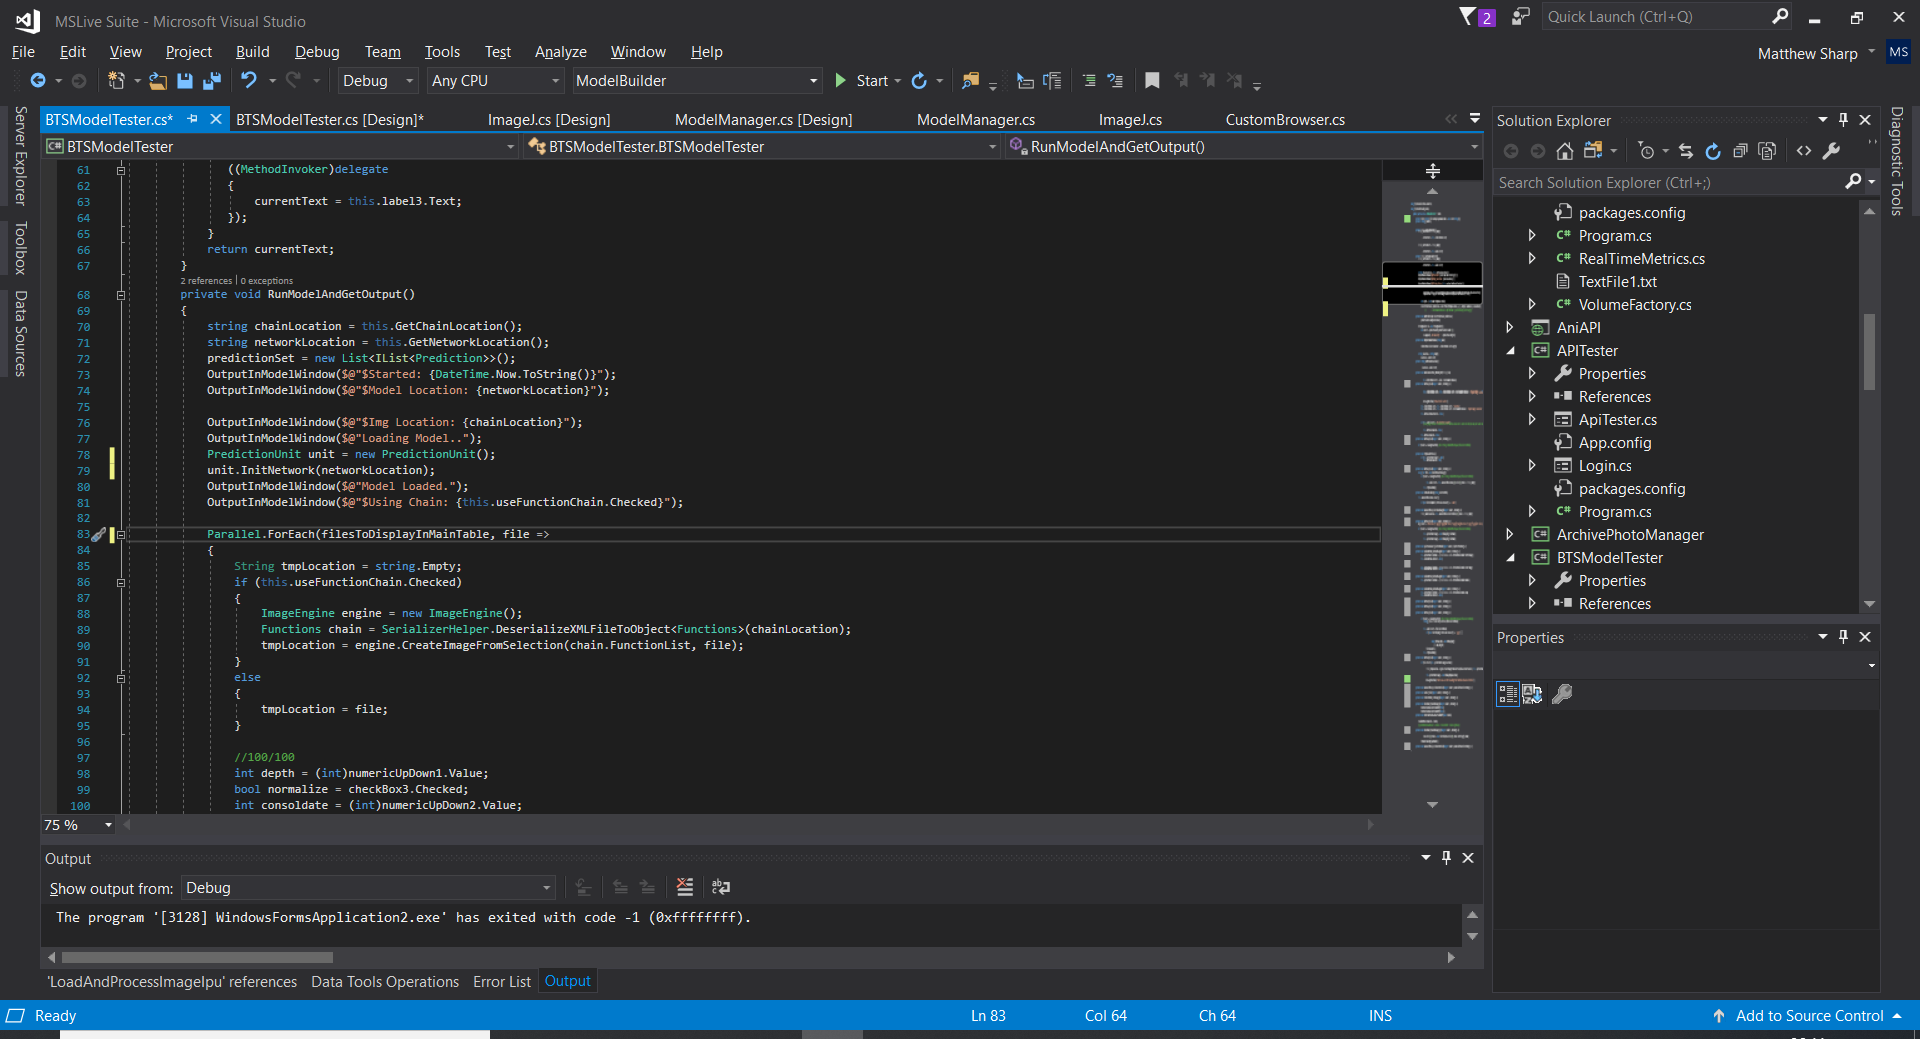 MSLive Suite - Microsoft Visual Studio
2
Quick Launch (Ctrl+Q)
File Edit View Project Build Debug Team Tools Test Analyze Window Help
Matthew Sharp MS
Debug Any CPU ModelBuilder Start
Server Explorer
Toolbox
Data Sources
BTSModelTester.cs* BTSModelTester.cs [Design]* ImageJ.cs [Design] ModelManager.cs [Design] ModelManager.cs ImageJ.cs CustomBrowser.cs
BTSModelTester BTSModelTester.BTSModelTester RunModelAndGetOutput()
61 ((MethodInvoker)delegate
62 {
63 currentText = this.label3.Text;
64 });
65 }
66 return currentText;
67 }
2 references | 0 exceptions
68 private void RunModelAndGetOutput()
69 {
70 string chainLocation = this.GetChainLocation();
71 string networkLocation = this.GetNetworkLocation();
72 predictionSet = new List<IList<Prediction>>();
73 OutputInModelWindow($@"$Started: {DateTime.Now.ToString()}");
74 OutputInModelWindow($@"$Model Location: {networkLocation}");
75
76 OutputInModelWindow($@"$Img Location: {chainLocation}");
77 OutputInModelWindow($@"Loading Model..");
78 PredictionUnit unit = new PredictionUnit();
79 unit.InitNetwork(networkLocation);
80 OutputInModelWindow($@"Model Loaded.");
81 OutputInModelWindow($@"$Using Chain: {this.useFunctionChain.Checked}");
82
83 Parallel.ForEach(filesToDisplayInMainTable, file =>
84 {
85 String tmpLocation = string.Empty;
86 if (this.useFunctionChain.Checked)
87 {
88 ImageEngine engine = new ImageEngine();
89 Functions chain = SerializerHelper.DeserializeXMLFileToObject<Functions>(chainLocation);
90 tmpLocation = engine.CreateImageFromSelection(chain.FunctionList, file);
91 }
92 else
93 {
94 tmpLocation = file;
95 }
96
97 //100/100
98 int depth = (int)numericUpDown1.Value;
99 bool normalize = checkBox3.Checked;
100 int consoldate = (int)numericUpDown2.Value;
75 %
Output
Show output from: Debug
The program '[3128] WindowsFormsApplication2.exe' has exited with code -1 (0xffffffff).
'LoadAndProcessImageIpu' references Data Tools Operations Error List Output
Solution Explorer
Search Solution Explorer (Ctrl+;)
packages.config
C# Program.cs
C# RealTimeMetrics.cs
TextFile1.txt
C# VolumeFactory.cs
AniAPI
C# APITester
Properties
References
ApiTester.cs
App.config
Login.cs
packages.config
C# Program.cs
C# ArchivePhotoManager
C# BTSModelTester
Properties
References
Properties
Diagnostic Tools
Ready Ln 83 Col 64 Ch 64 INS Add to Source Control